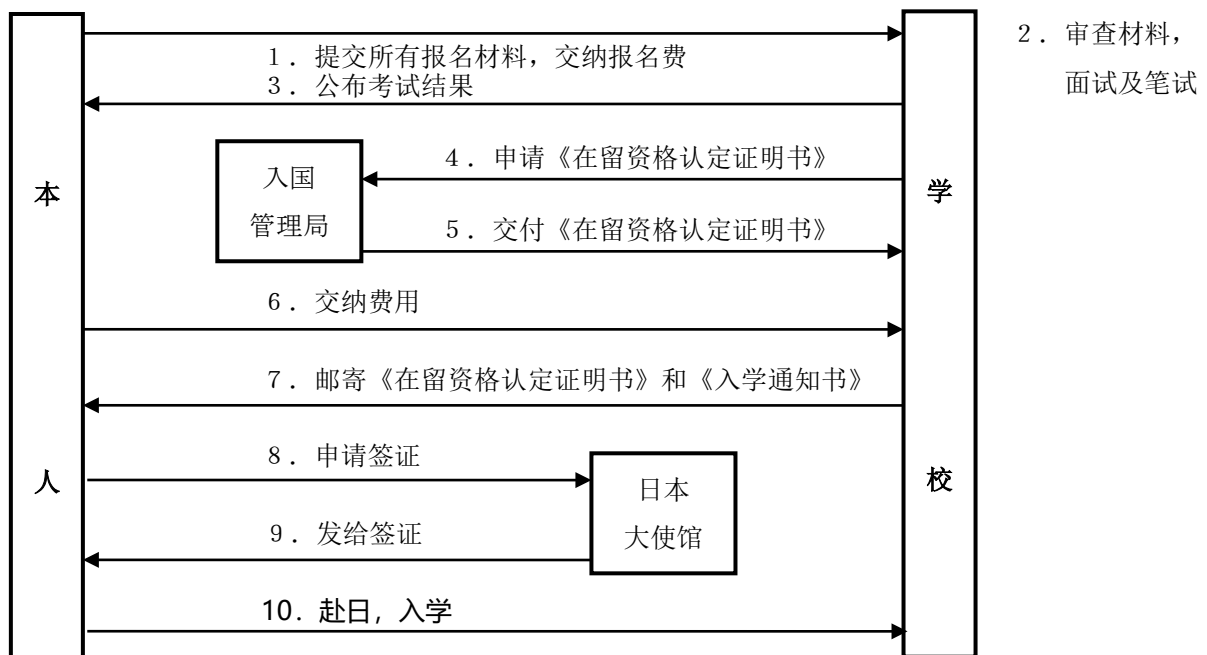 1．提交所有报名材料，交纳报名费
2．审查材料，
面试及笔试
3．公布考试结果
4．申请《在留资格认定证明书》
入国
管理局
5．交付《在留资格认定证明书》
本
人
学
校
6．交纳费用
7．邮寄《在留资格认定证明书》和《入学通知书》
8．申请签证
日本
大使馆
9．发给签证
10．赴日，入学